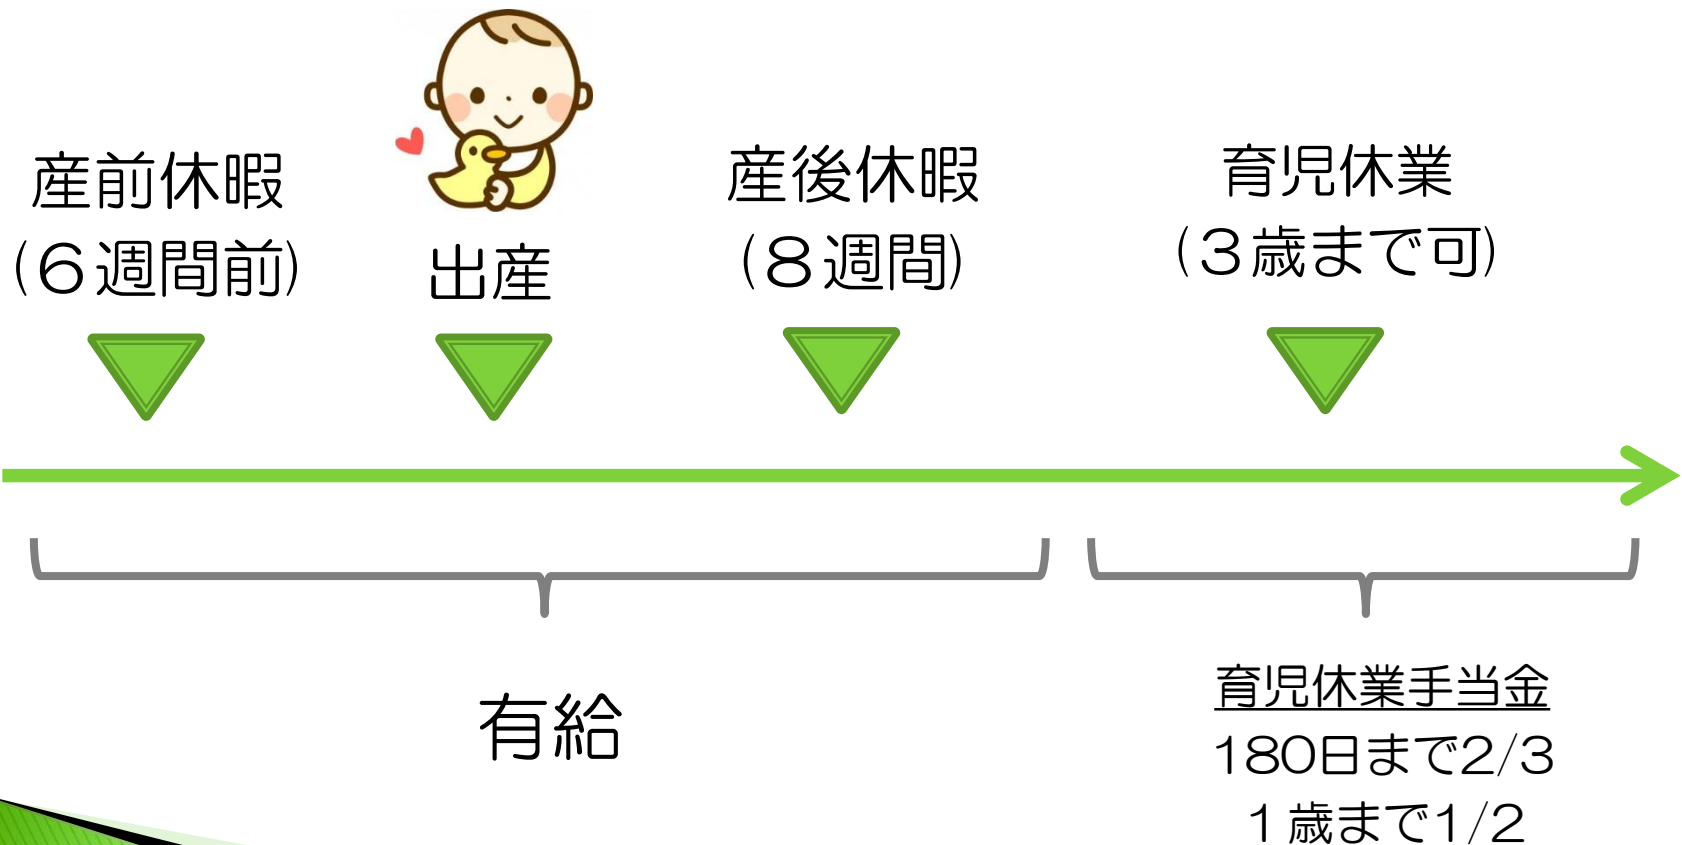 産前休暇
(６週間前)
出産
産後休暇
(８週間)
育児休業
(３歳まで可)
有給
育児休業手当金
180日まで2/3
１歳まで1/2